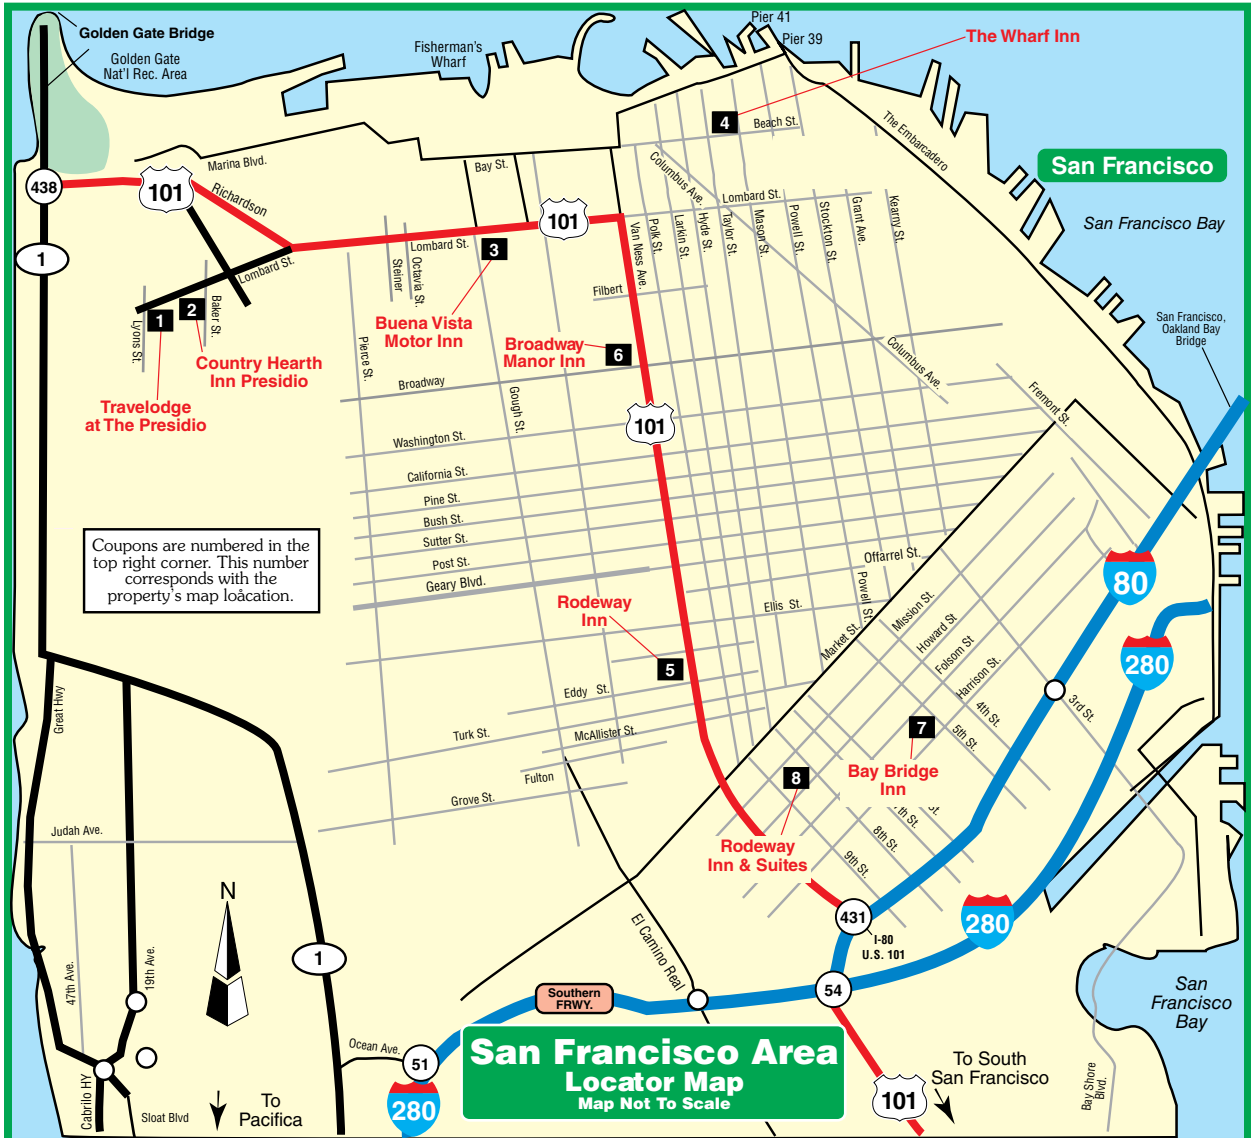 Golden Gate Bridge
Golden Gate
Nat'l Rec. Area
Fisherman's
Wharf
Pier 41
Pier 39
The Wharf Inn
4
Beach St.
The Embarcadero
San Francisco
San Francisco Bay
438
101
Marina Blvd.
Richardson
Bay St.
Columbus Ave.
Lombard St.
1
Lombard St.
Lombard St.
101
3
Steiner
Octavia St.
Van Ness Ave.
Polk St.
Larkin St.
Hyde St.
Taylor St.
Mason St.
Powell St.
Stockton St.
Grant Ave.
Kearny St.
Filbert
1
2
Lyons St.
Baker St.
Buena Vista
Motor Inn
Broadway
Manor Inn
6
San Francisco,
Oakland Bay
Bridge
Country Hearth
Inn Presidio
Travelodge
at The Presidio
Pierce St.
Broadway
Gough St.
Columbus Ave.
Fremont St.
101
Washington St.
California St.
Pine St.
Bush St.
Sutter St.
Post St.
Geary Blvd.
Coupons are numbered in the
top right corner. This number
corresponds with the
property's map loåcation.
Offarrel St.
Powell St.
Ellis St.
Rodeway
Inn
5
Mission St.
Howard St
Folsom St
Harrison St.
Market St.
80
280
3rd St.
4th St.
5th St.
Eddy St.
Turk St.
McAllister St.
Fulton
Grove St.
7
Bay Bridge
Inn
8
Rodeway
Inn & Suites
8th St.
9th St.
Great Hwy
Judah Ave.
N
47th Ave.
19th Ave.
1
El Camino Real
431
I-80
U.S. 101
280
54
Southern
FRWY.
San
Francisco
Bay
Ocean Ave.
51
280
San Francisco Area
Locator Map
Map Not To Scale
To South
San Francisco
101
Bay Shore
Blvd.
Cabrilo HY
Sloat Blvd
To
Pacifica